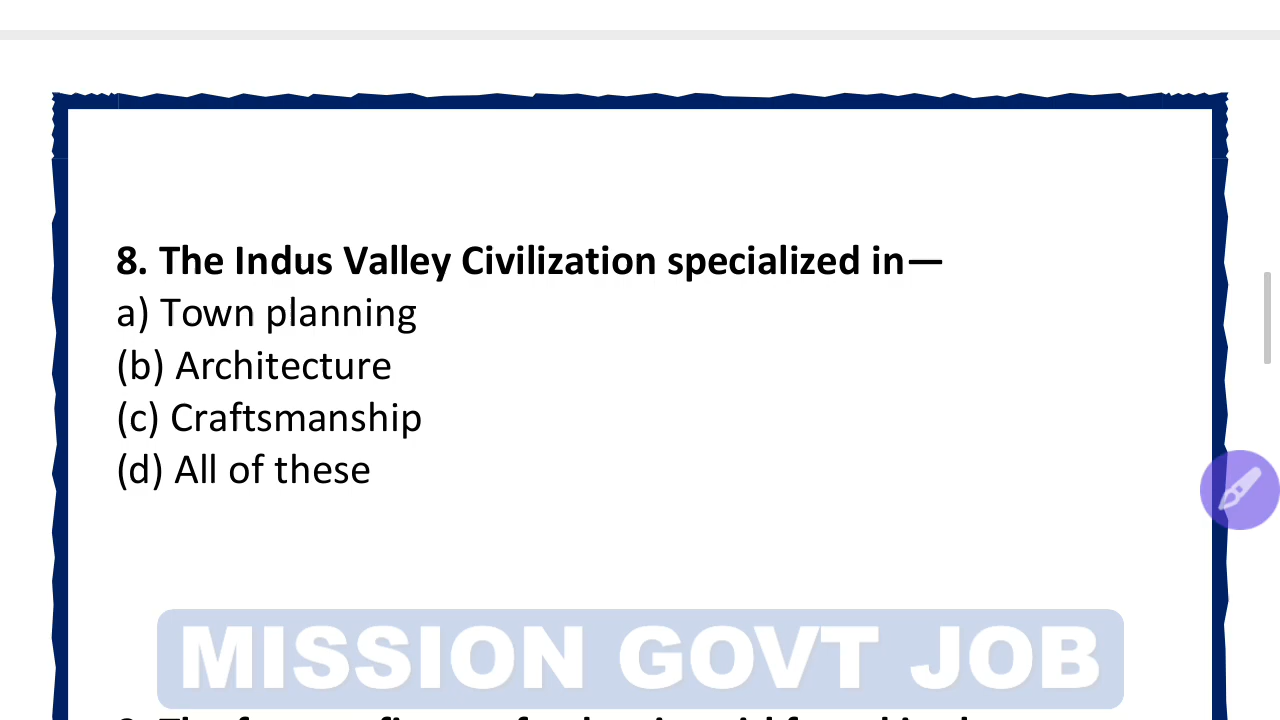 8. The Indus Valley Civilization specialized in—
a) Town planning
(b) Architecture
(c) Craftsmanship
(d) All of these
MISSION GOVT JOB